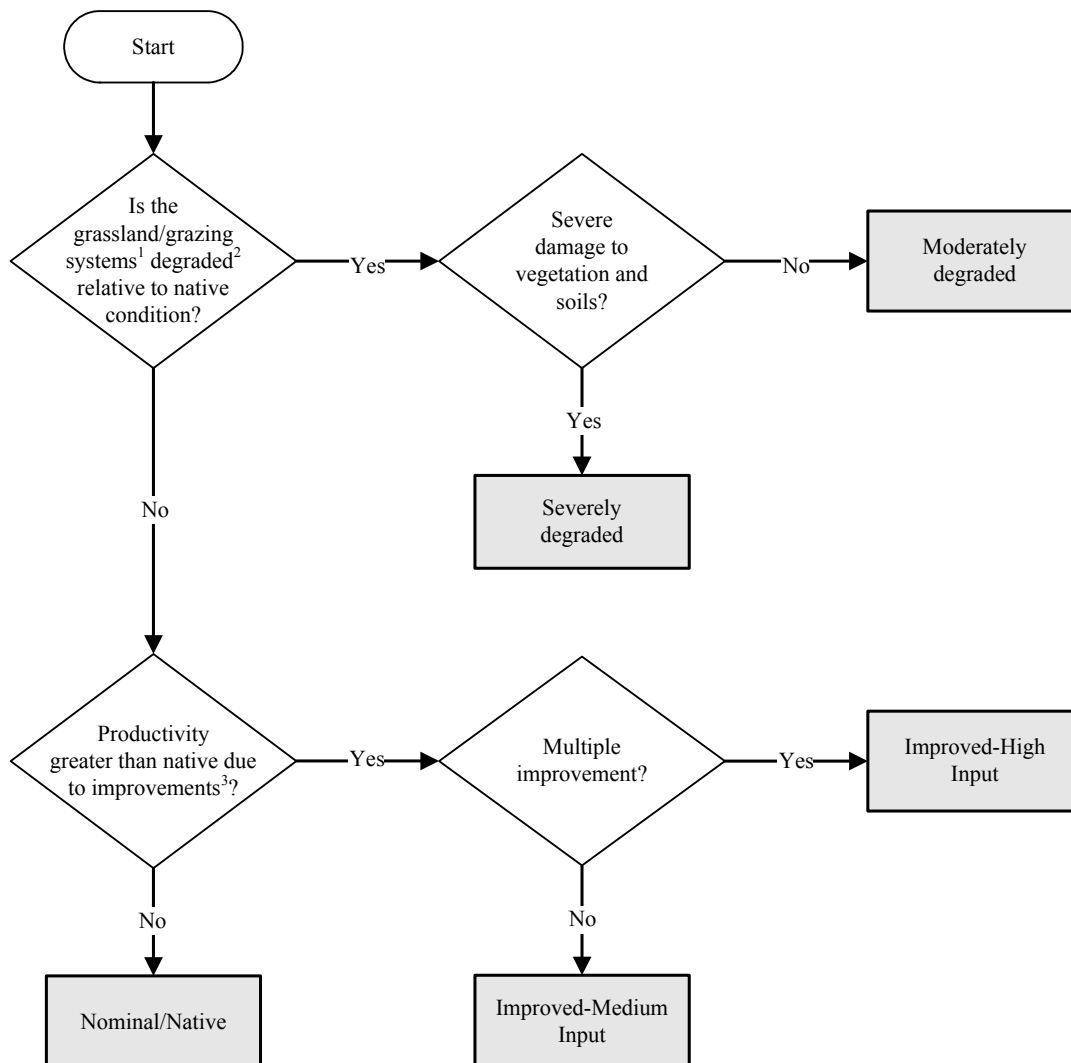 Start
Is the
grassland/grazing
systems¹ degraded²
relative to native
condition?
Yes
Severe
damage to
vegetation and
soils?
No
Moderately
degraded
Yes
Severely
degraded
No
Productivity
greater than native due
to improvements³?
Yes
Multiple
improvement?
Yes
Improved-High
Input
No
Nominal/Native
No
Improved-Medium
Input